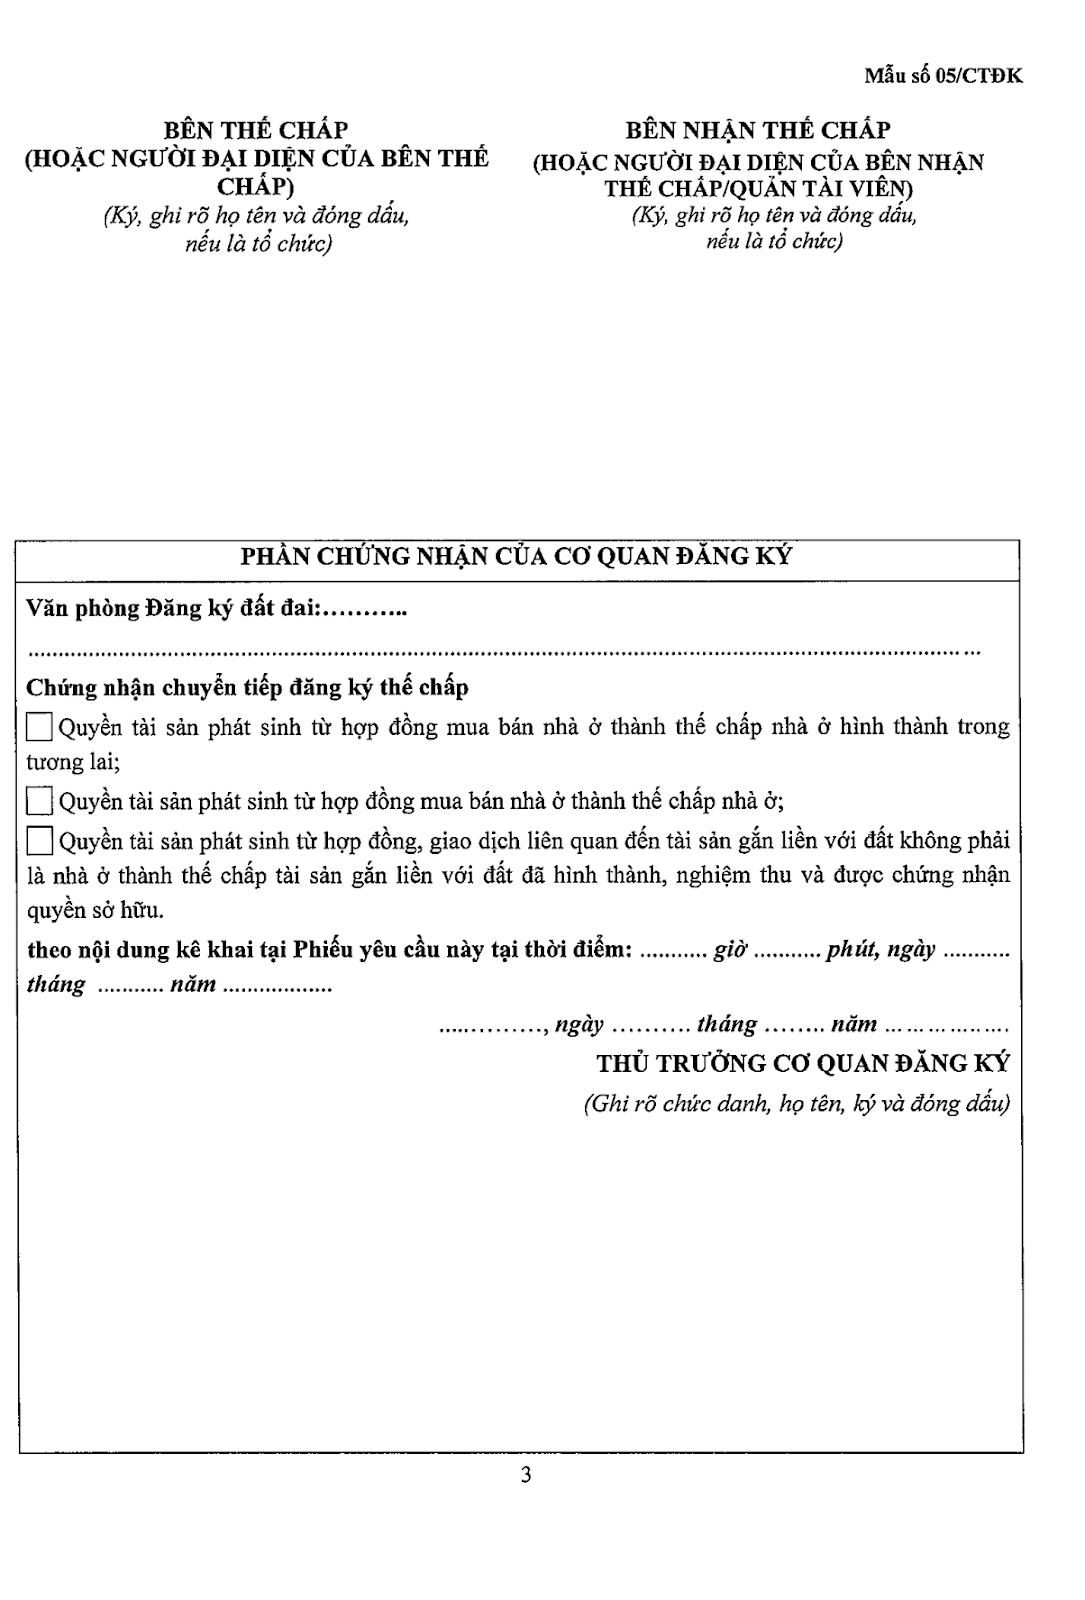 Mẫu số 05/CTĐK
BÊN THẾ CHẤP
(HOẶC NGƯỜI ĐẠI DIỆN CỦA BÊN THẾ
CHẤP)
(Ký, ghi rõ họ tên và đóng dấu,
nếu là tổ chức)
BÊN NHẬN THẾ CHẤP
(HOẶC NGƯỜI ĐẠI DIỆN CỦA BÊN NHẬN
THẾ CHẤP/QUẢN TÀI VIÊN)
(Ký, ghi rõ họ tên và đóng dấu,
nếu là tổ chức)
PHẦN CHỨNG NHẬN CỦA CƠ QUAN ĐĂNG KÝ
Văn phòng Đăng ký đất đai:...........
................................................................................................................................................................
Chứng nhận chuyển tiếp đăng ký thế chấp
Quyền tài sản phát sinh từ hợp đồng mua bán nhà ở thành thế chấp nhà ở hình thành trong
tương lai;
Quyền tài sản phát sinh từ hợp đồng mua bán nhà ở thành thế chấp nhà ở;
Quyền tài sản phát sinh từ hợp đồng, giao dịch liên quan đến tài sản gắn liền với đất không phải
là nhà ở thành thế chấp tài sản gắn liền với đất đã hình thành, nghiệm thu và được chứng nhận
quyền sở hữu.
theo nội dung kê khai tại Phiếu yêu cầu này tại thời điểm: ........... giờ ........... phút, ngày ...........
tháng ........... năm ..................
.............., ngày .......... tháng ........ năm ..................
THỦ TRƯỞNG CƠ QUAN ĐĂNG KÝ
(Ghi rõ chức danh, họ tên, ký và đóng dấu)
3